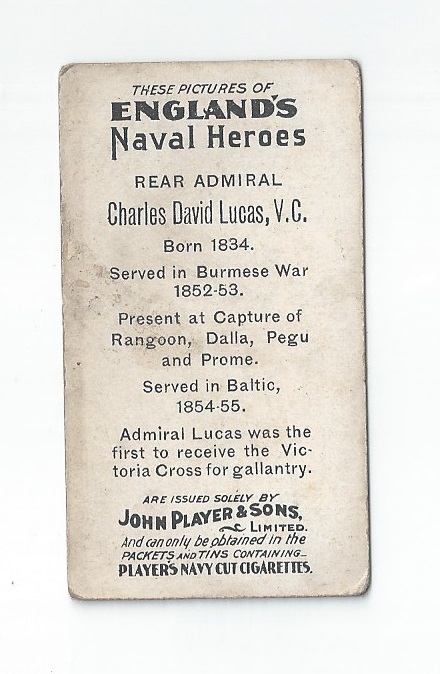 THESE PICTURES OF
ENGLAND'S
Naval Heroes
REAR ADMIRAL
Charles David Lucas, V.C.
Born 1834.
Served in Burmese War
1852-53.
Present at Capture of
Rangoon, Dalla, Pegu
and Prome.
Served in Baltic,
1854-55.
Admiral Lucas was the
first to receive the Vic-
toria Cross for gallantry.
ARE ISSUED SOLELY BY
JOHN PLAYER & SONS,
LIMITED.
And can only be obtained in the
PACKETS AND TINS CONTAINING
PLAYER'S NAVY CUT CIGARETTES.